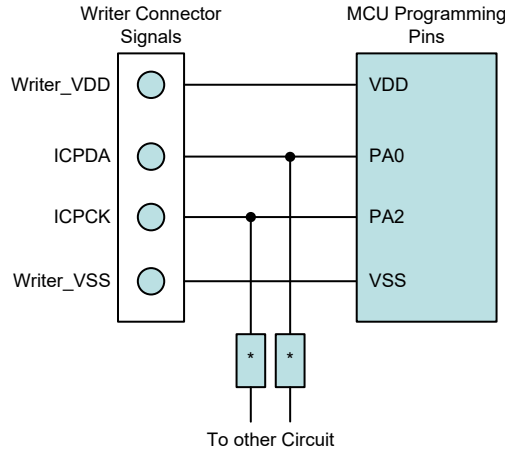 Writer Connector
Signals
MCU Programming
Pins
Writer_VDD
VDD
ICPDA
PA0
ICPCK
PA2
Writer_VSS
VSS
*
*
To other Circuit